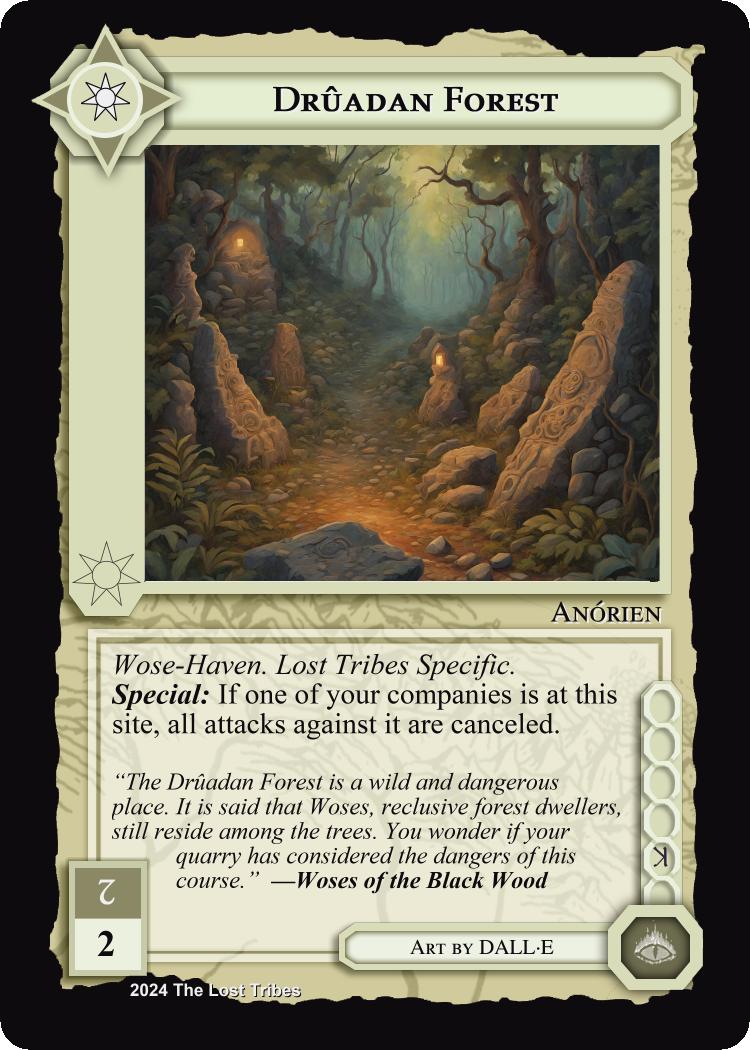 DRÛADAN FOREST
ANÓRIEN
Wose-Haven. Lost Tribes Specific.
Special: If one of your companies is at this
site, all attacks against it are canceled.
“The Drûadan Forest is a wild and dangerous
place. It is said that Woses, reclusive forest dwellers,
still reside among the trees. You wonder if your
quarry has considered the dangers of this
course.” —Woses of the Black Wood
2
ART BY DALL·E
2024 The Lost Tribes